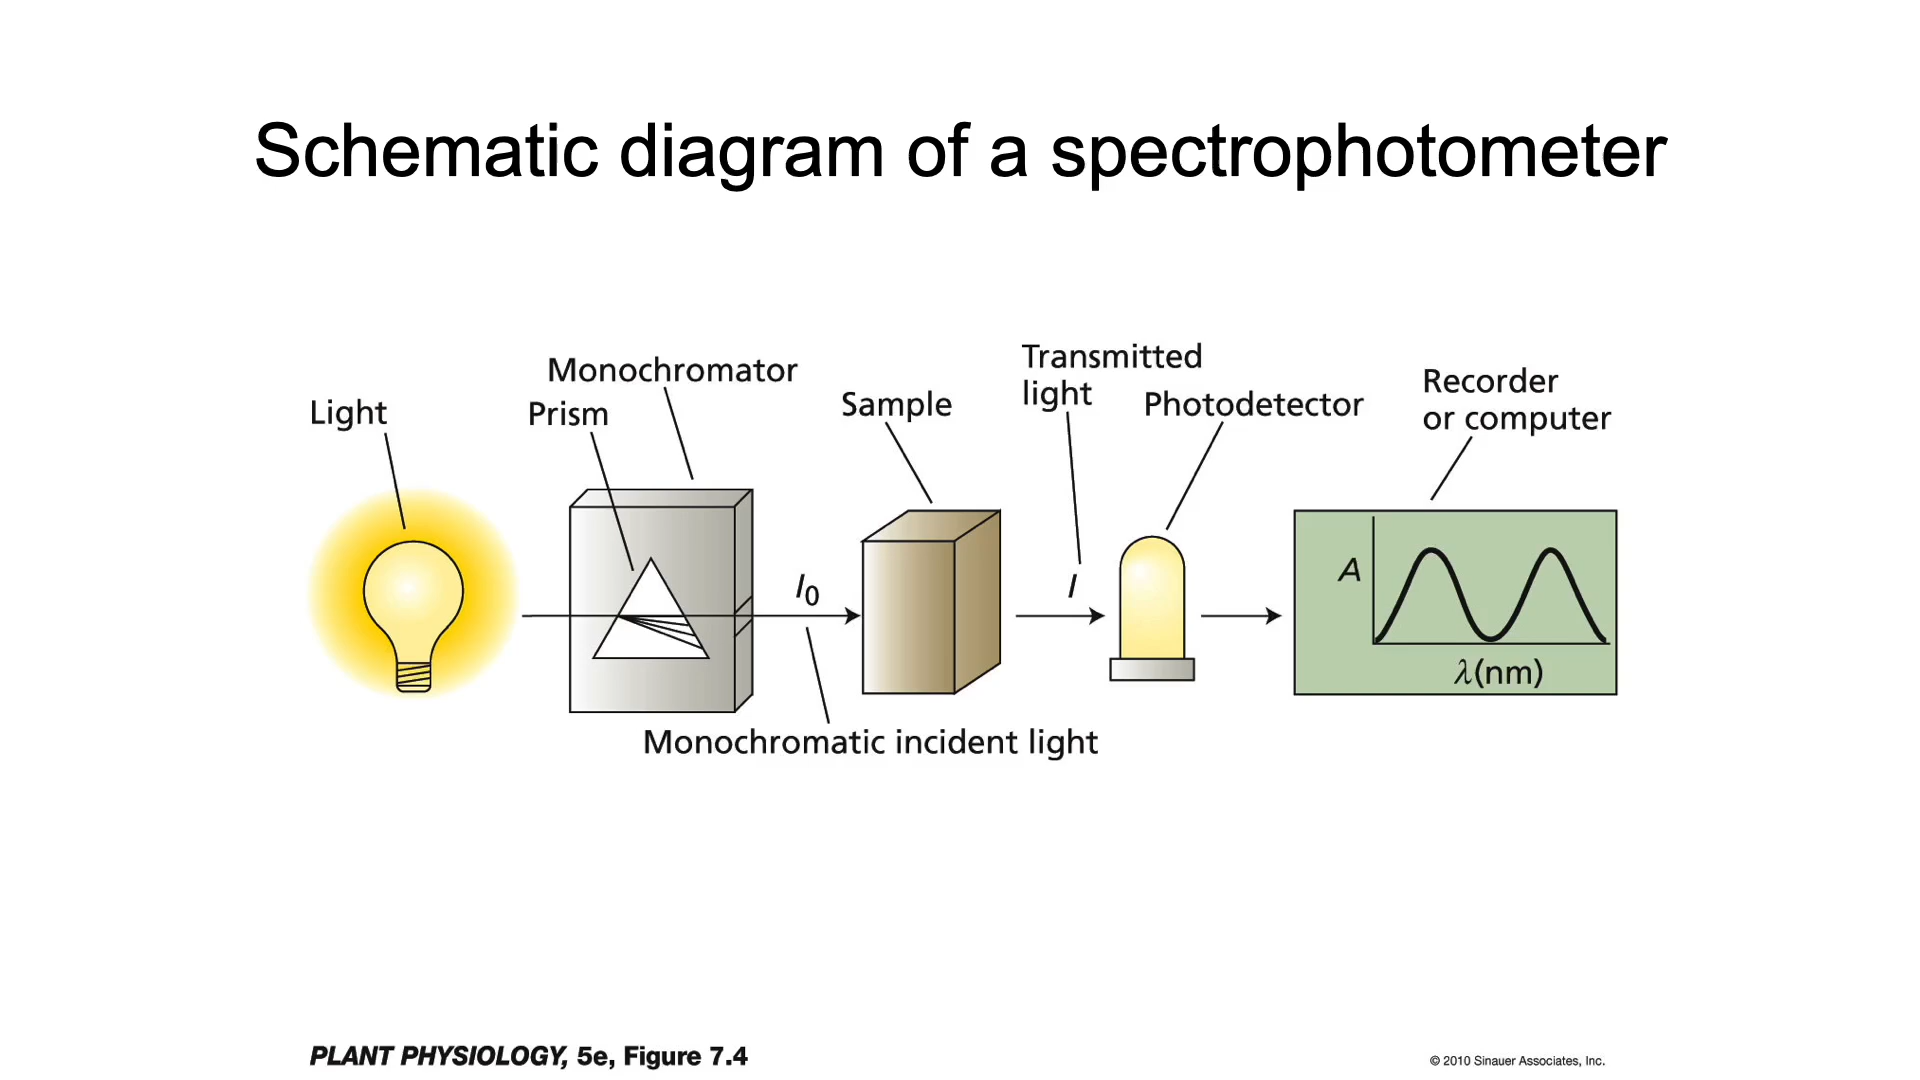 Schematic diagram of a spectrophotometer
Light
Monochromator
Prism
I0
Monochromatic incident light
Sample
Transmitted
light
I
Photodetector
Recorder
or computer
A
λ(nm)
PLANT PHYSIOLOGY, 5e, Figure 7.4
© 2010 Sinauer Associates, Inc.